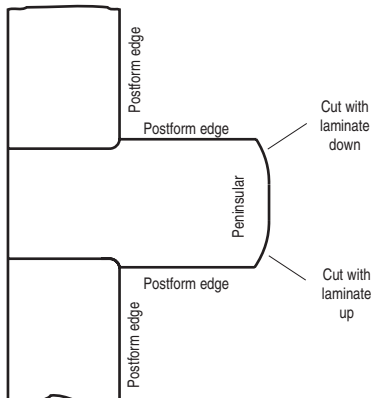 Postform edge
Postform edge
Cut with
laminate
down
Peninsular
Postform edge
Cut with
laminate
up
Postform edge